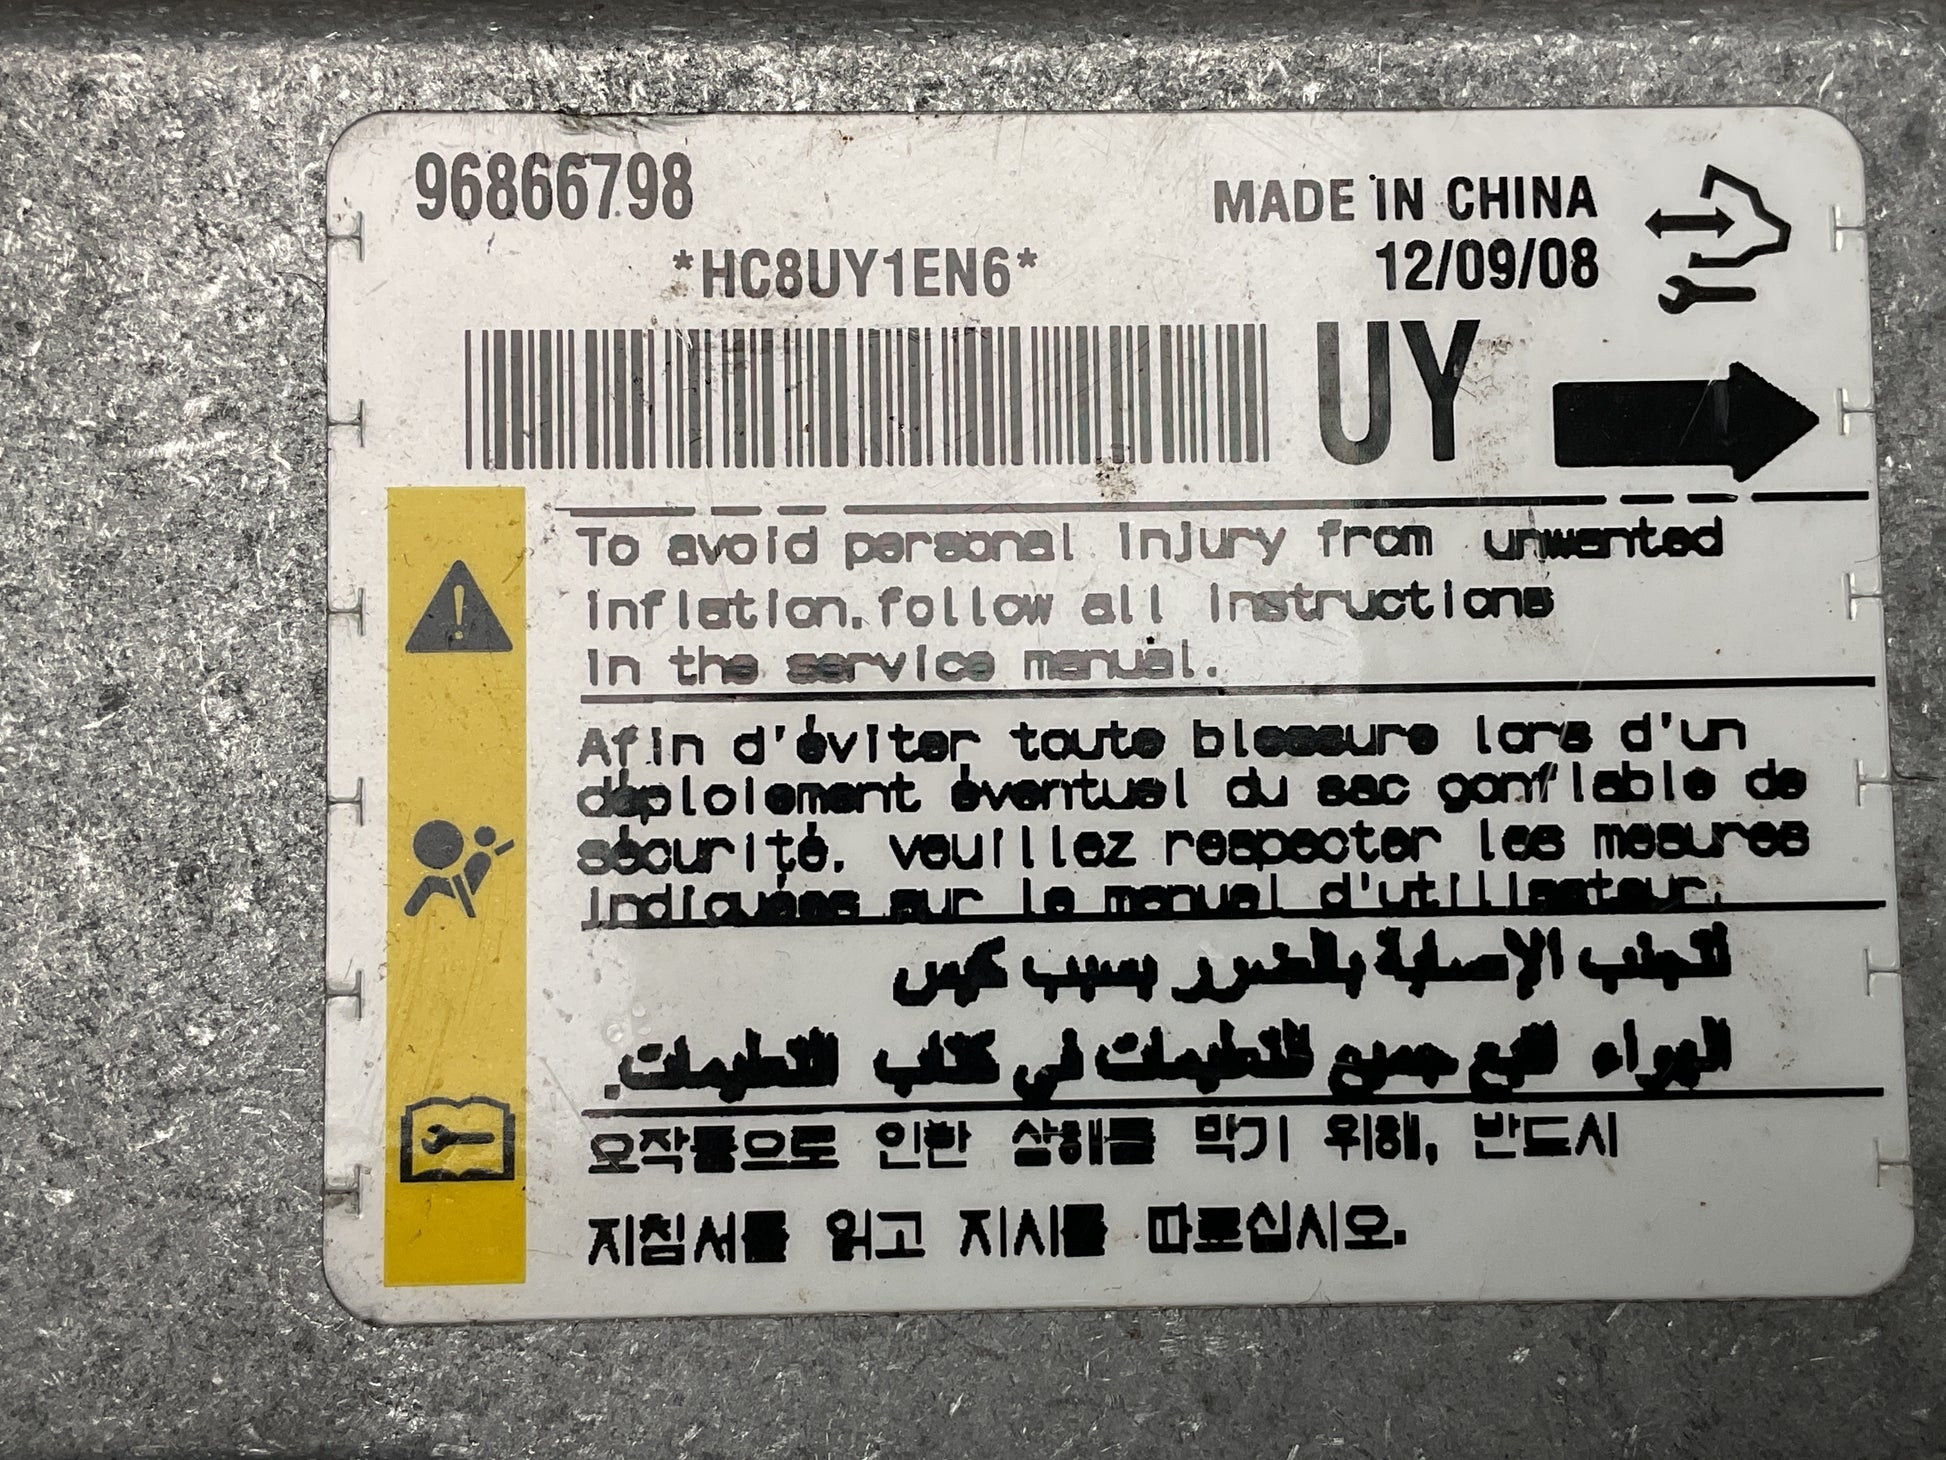 96866798
MADE IN CHINA
*HC8UY1EN6*
12/09/08
UY
To avoid personal injury from unwanted
inflation, follow all instructions
in the service manual.
Afin d'éviter toute blessure lors d'un
déploiement éventuel du sac gonflable de
sécurité, veuillez respecter les mesures
indiquées sur le manuel d'utilisateur.
لتجنب الإصابة بالضرر بسبب كيس
الهواء اتبع جميع التعليمات في كتاب التعليمات.
오작동으로 인한 상해를 막기 위해, 반드시
지침서를 읽고 지시를 따르십시오.